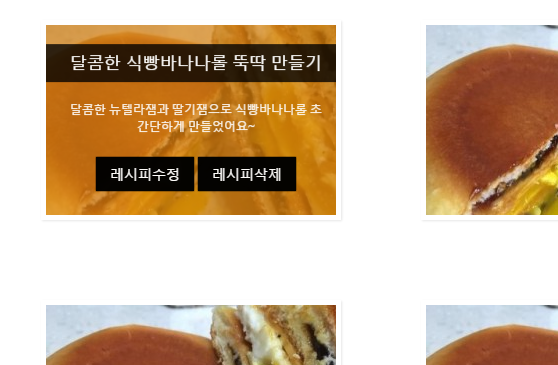 달콤한 식빵바나나롤 뚝딱 만들기
달콤한 뉴텔라잼과 딸기잼으로 식빵바나나롤 초
간단하게 만들었어요~
레시피수정 레시피삭제